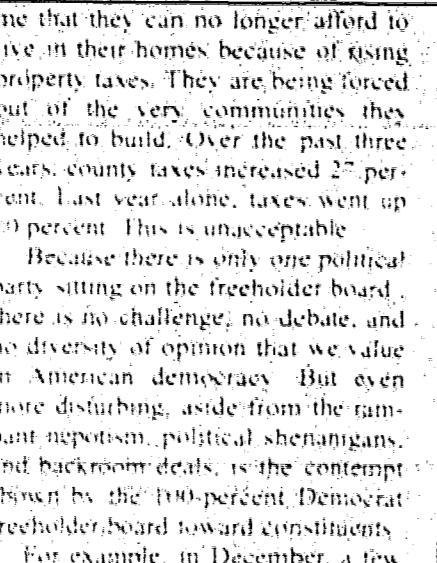 me that they can no longer afford to
live in their homes because of rising
property taxes. They are being forced
out of the very communities they
helped to build. Over the past three
years, county taxes increased 27 per-
cent. Last year alone, taxes went up
percent. This is unacceptable.
Because there is only one political
party sitting on the freeholder board,
there is no challenge, no debate, and
no diversity of opinion that we value
in American democracy. But even
more disturbing, aside from the ram-
pant nepotism, political shenanigans,
and backroom deals, is the contempt
shown by the 100-percent Democrat
freeholder board toward constituents.
For example, in December, a few